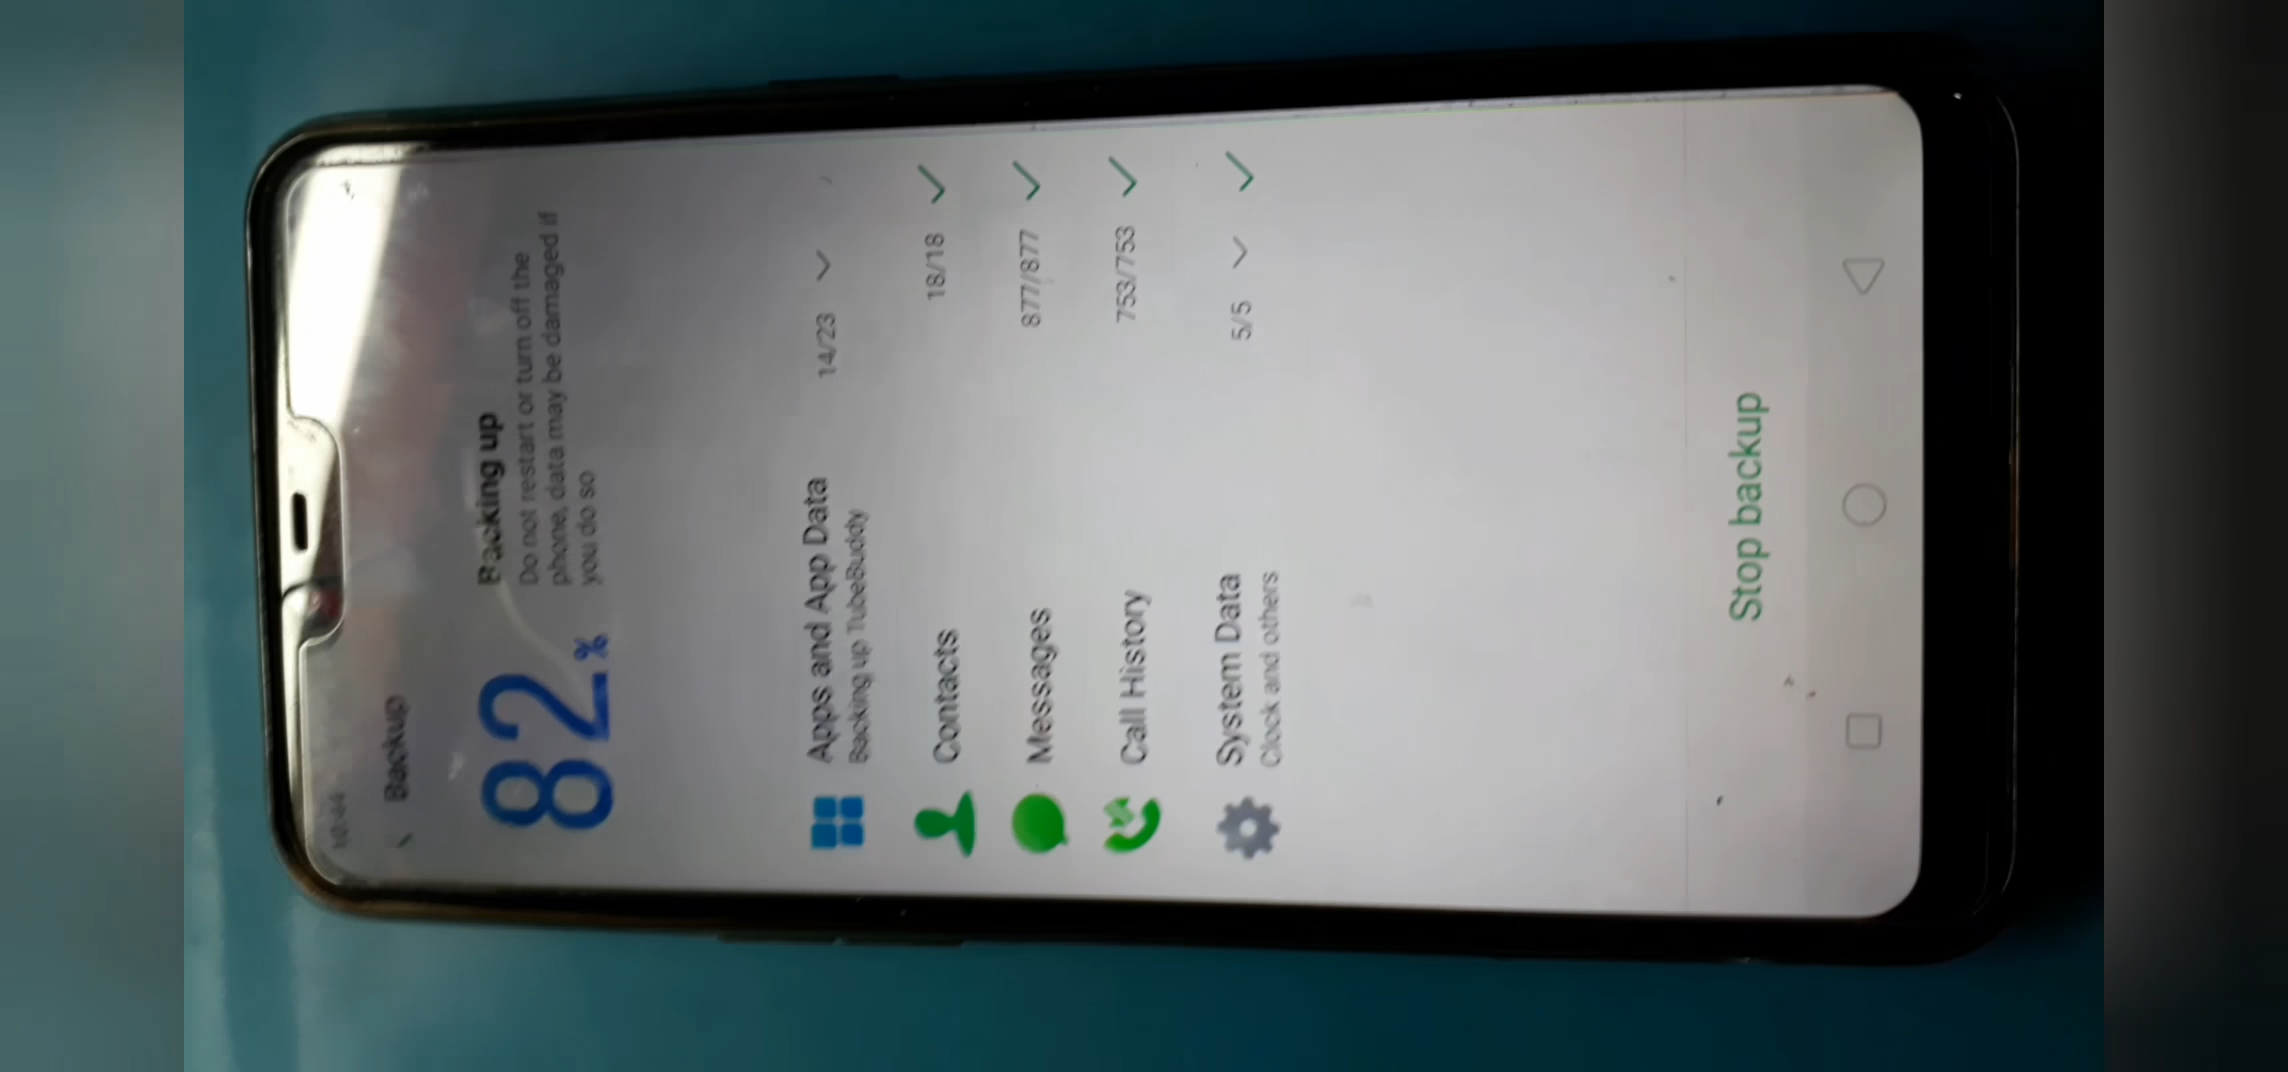 10:44
Backup
82%
Backing up
Do not restart or turn off the
phone, data may be damaged if
you do so
Apps and App Data
14/23
Backing up TubeBuddy
Contacts
18/18
Messages
877/877
Call History
753/753
System Data
5/5
Clock and others
Stop backup